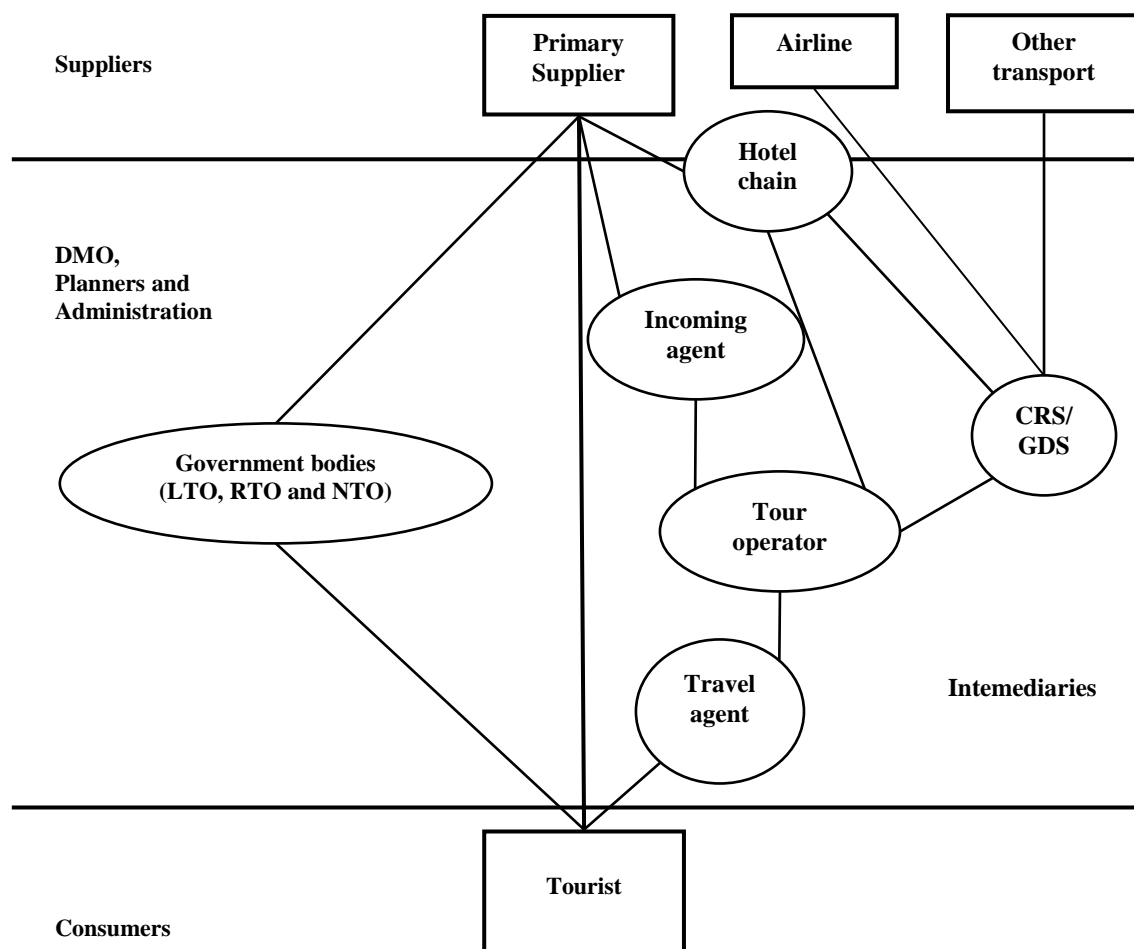 Suppliers
Primary
Supplier
Airline
Other
transport
Hotel
chain
DMO,
Planners and
Administration
Incoming
agent
CRS/
GDS
Government bodies
(LTO, RTO and NTO)
Tour
operator
Travel
agent
Intemediaries
Tourist
Consumers